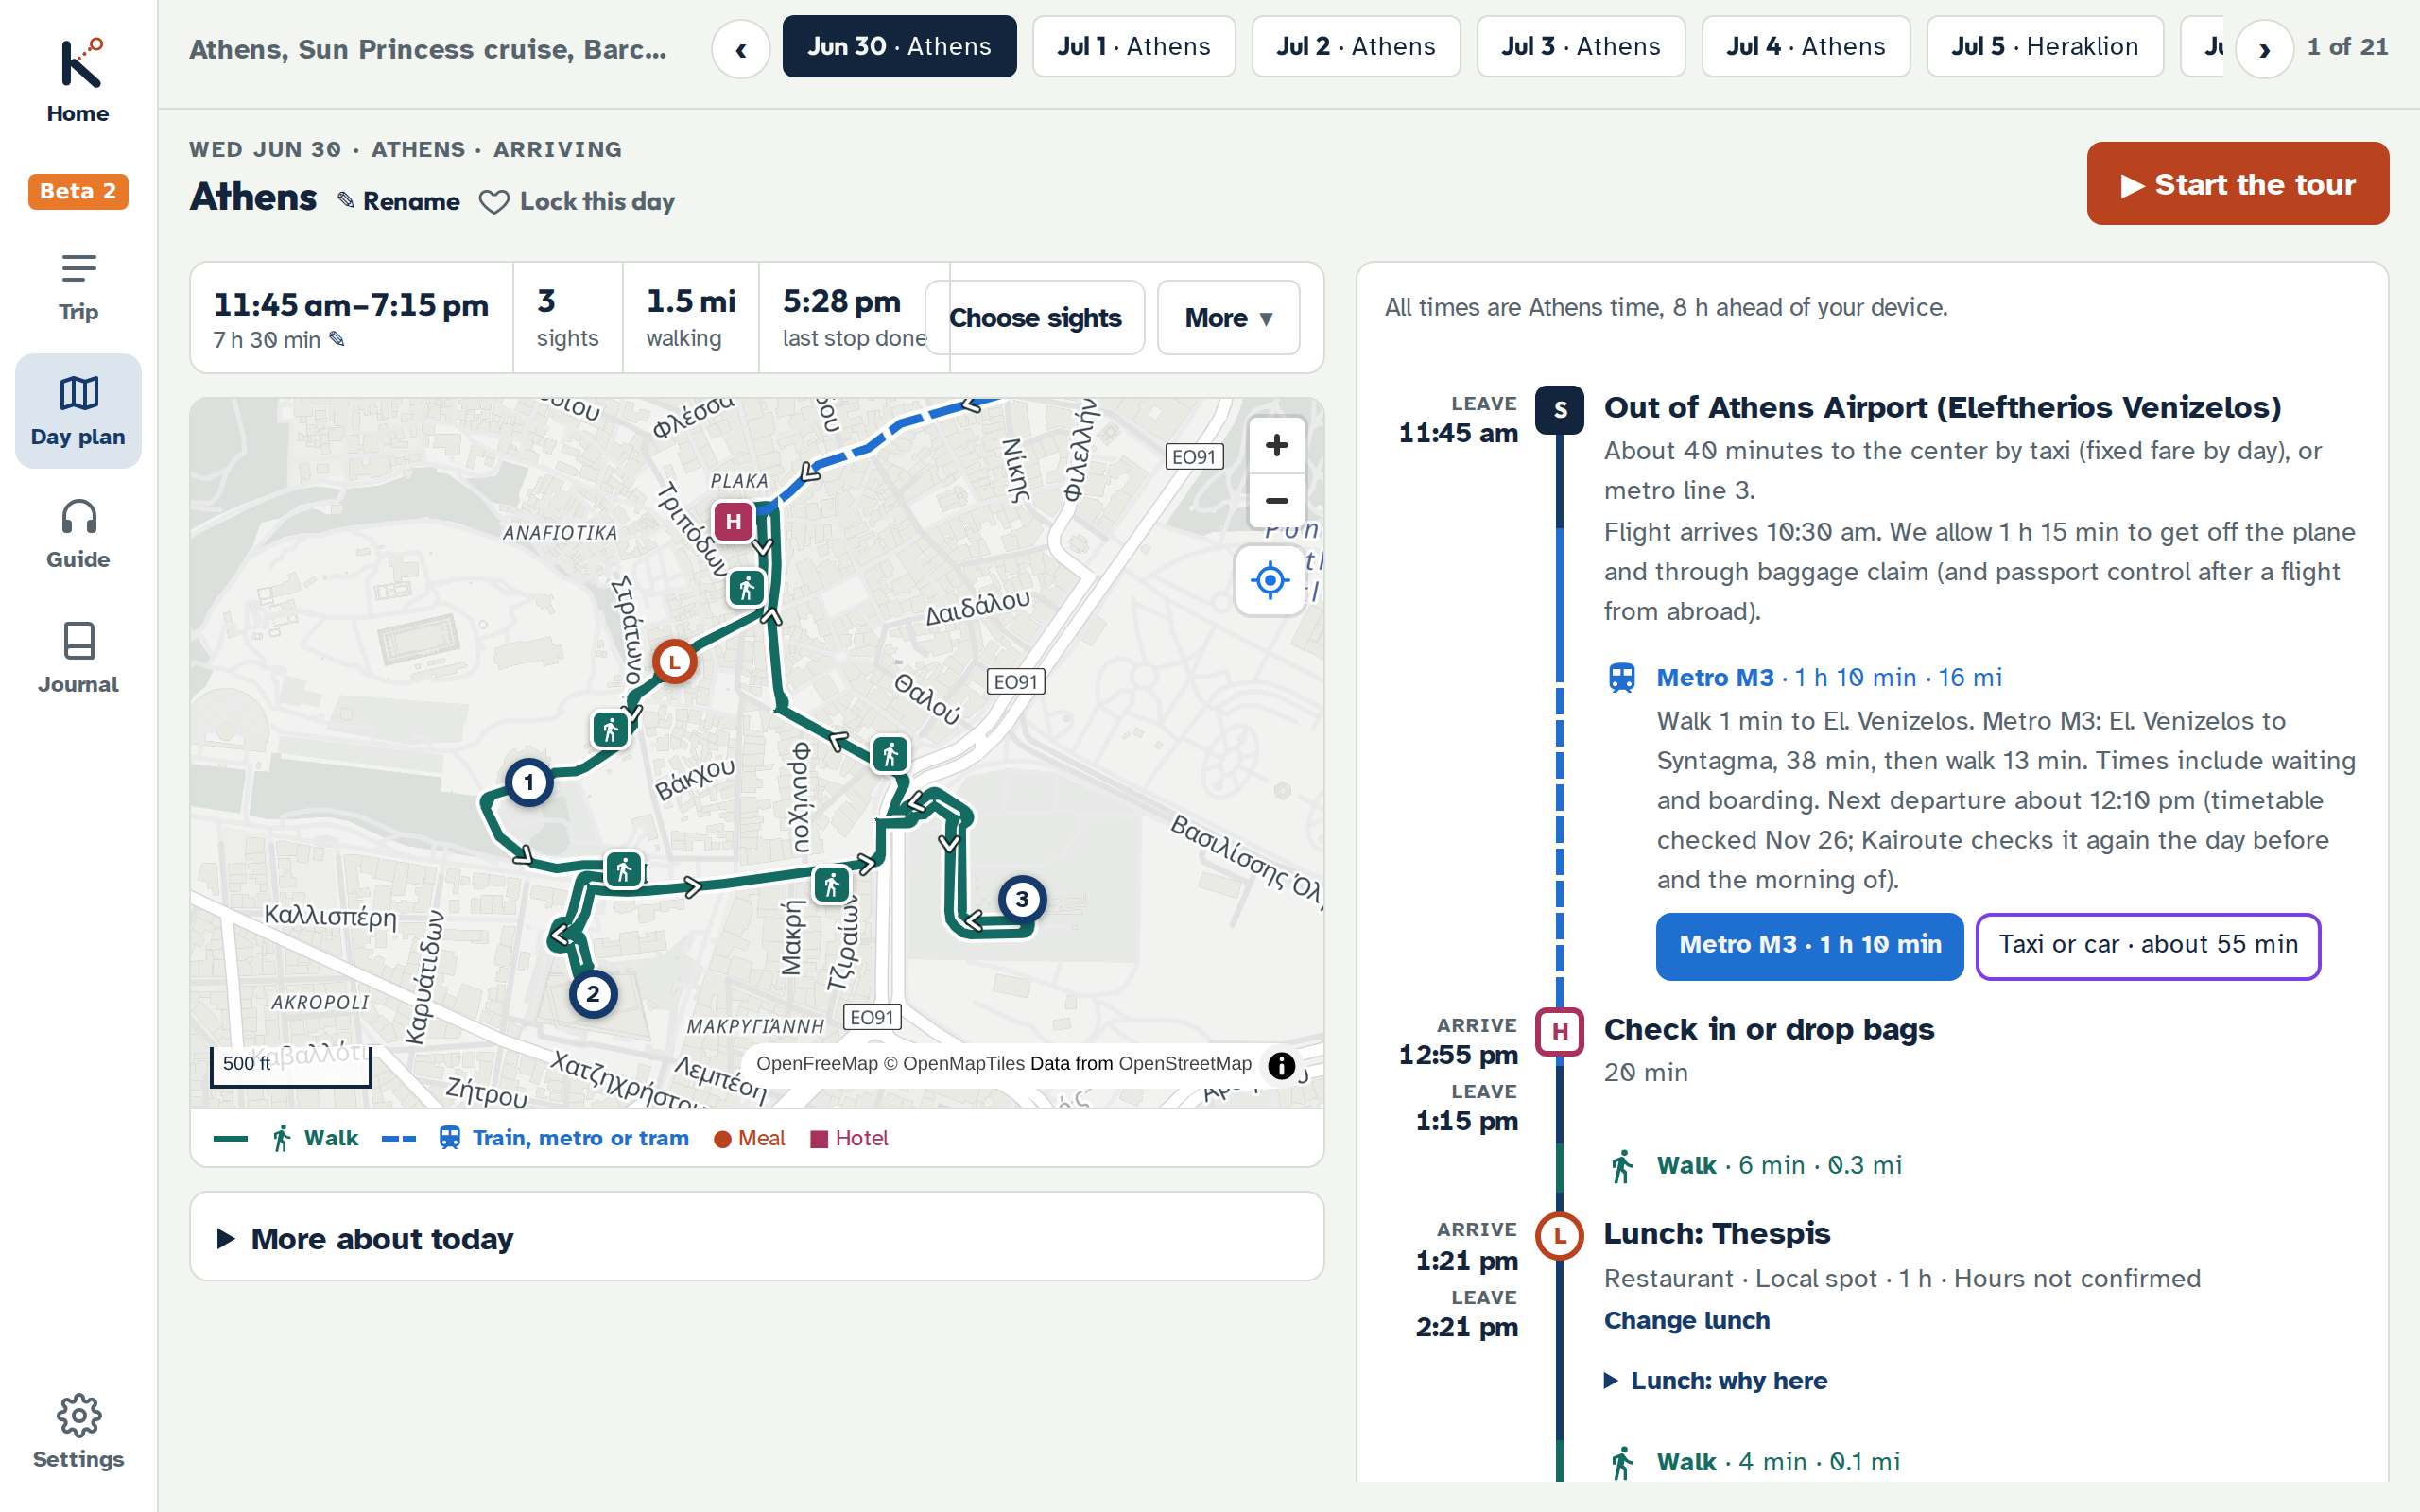 Home
Beta 2
Trip
Day plan
Guide
Journal
Settings
Athens, Sun Princess cruise, Barc...
‹
Jun 30 · Athens
Jul 1 · Athens
Jul 2 · Athens
Jul 3 · Athens
Jul 4 · Athens
Jul 5 · Heraklion
›
1 of 21
WED JUN 30 · ATHENS · ARRIVING
Athens
✎ Rename
Lock this day
▶ Start the tour
11:45 am–7:15 pm
7 h 30 min ✎
3
sights
1.5 mi
walking
5:28 pm
last stop done
Choose sights
More ▼
Φλέσσα
PLAKA
Νίκης
Φιλελλήν
EO91
+
−
H
ΑΝΑΦΙΟΤΙΚΑ
Τριπόδων
Στράτωνο
Δαιδάλου
L
EO91
Θαλού
1
Βάκχου
Βασιλίσσης Όλ
3
Καλλισπέρη
Καρυάτιδων
Μακρή
Τζιραίων
2
AKROPOLI
ΜΑΚΡΥΓΙΆΝΝΗ
EO91
Καβαλλότι
500 ft
Ζήτρου
Χατζηχρήστου
Λεμπέση
OpenFreeMap © OpenMapTiles Data from OpenStreetMap
Walk
Train, metro or tram
Meal
Hotel
▶ More about today
All times are Athens time, 8 h ahead of your device.
LEAVE
11:45 am
S
Out of Athens Airport (Eleftherios Venizelos)
About 40 minutes to the center by taxi (fixed fare by day), or
metro line 3.
Flight arrives 10:30 am. We allow 1 h 15 min to get off the plane
and through baggage claim (and passport control after a flight
from abroad).
Metro M3 · 1 h 10 min · 16 mi
Walk 1 min to El. Venizelos. Metro M3: El. Venizelos to
Syntagma, 38 min, then walk 13 min. Times include waiting
and boarding. Next departure about 12:10 pm (timetable
checked Nov 26; Kairoute checks it again the day before
and the morning of).
Metro M3 · 1 h 10 min
Taxi or car · about 55 min
ARRIVE
12:55 pm
LEAVE
1:15 pm
H
Check in or drop bags
20 min
Walk · 6 min · 0.3 mi
ARRIVE
1:21 pm
LEAVE
2:21 pm
L
Lunch: Thespis
Restaurant · Local spot · 1 h · Hours not confirmed
Change lunch
▶ Lunch: why here
Walk · 4 min · 0.1 mi